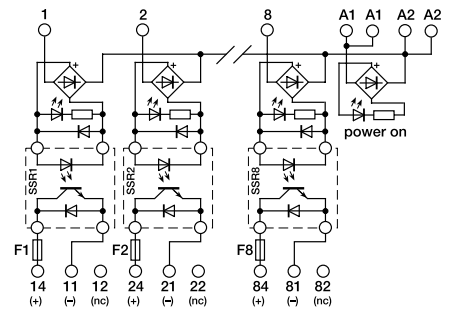 1 2 8 A1 A1 A2 A2
+ + + +
power on
SSR1 SSR2 SSR8
F1 F2 F8
14 11 12 24 21 22 84 81 82
(+) (–) (nc) (+) (–) (nc) (+) (–) (nc)